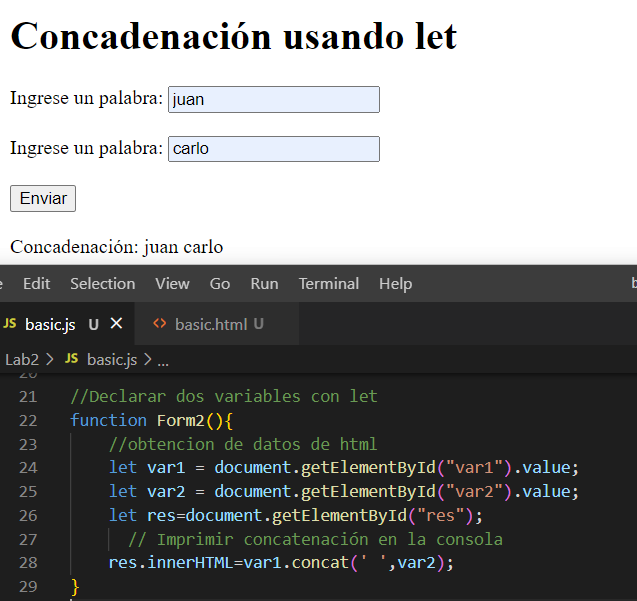 Concadenación usando let
Ingrese un palabra: juan
Ingrese un palabra: carlo
Enviar
Concadenación: juan carlo
Edit Selection View Go Run Terminal Help
JS basic.js U × <> basic.html U
Lab2 > JS basic.js > ...
20
21 //Declarar dos variables con let
22 function Form2(){
23 //obtencion de datos de html
24 let var1 = document.getElementById("var1").value;
25 let var2 = document.getElementById("var2").value;
26 let res=document.getElementById("res");
27 // Imprimir concatenación en la consola
28 res.innerHTML=var1.concat(' ',var2);
29 }